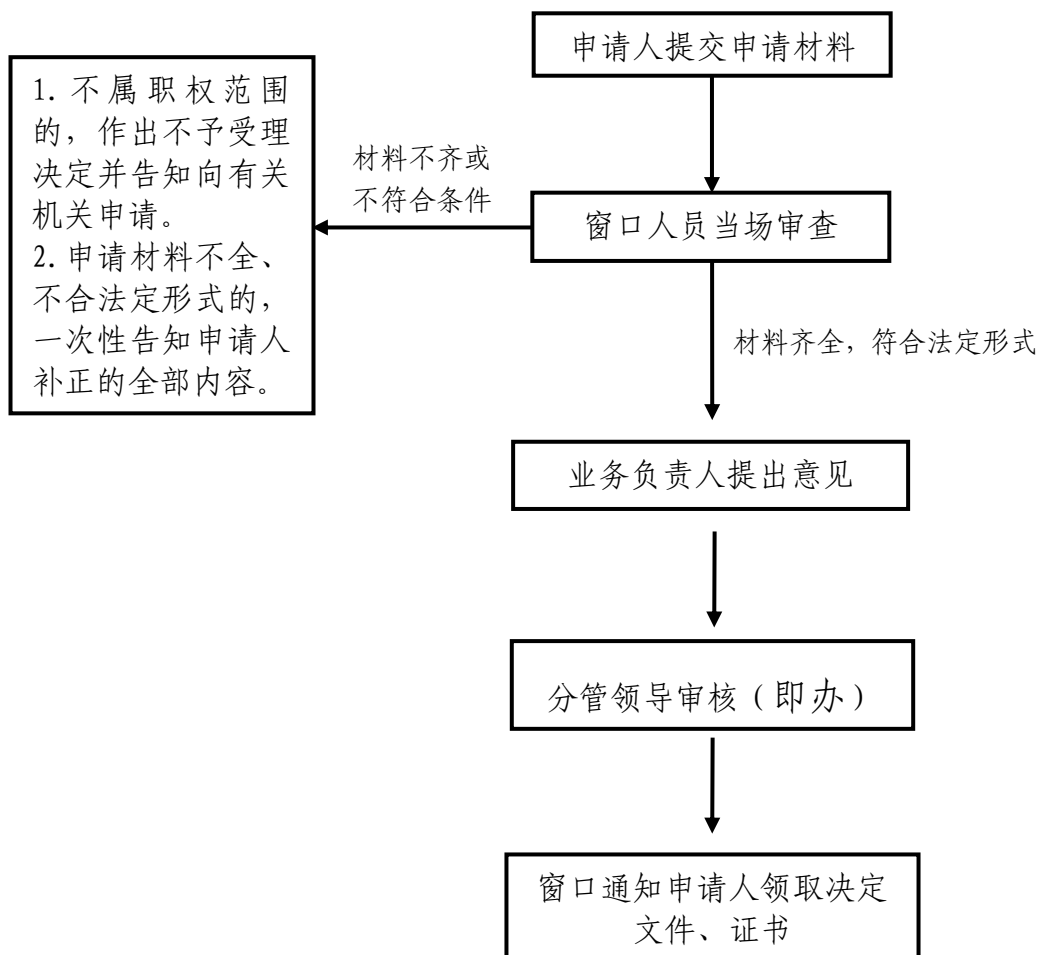 申请人提交申请材料
1. 不属职权范围
的，作出不予受理
决定并告知向有关
机关申请。
2. 申请材料不全、
不合法定形式的，
一次性告知申请人
补正的全部内容。
材料不齐或
不符合条件
窗口人员当场审查
材料齐全，符合法定形式
业务负责人提出意见
分管领导审核（即办）
窗口通知申请人领取决定
文件、证书